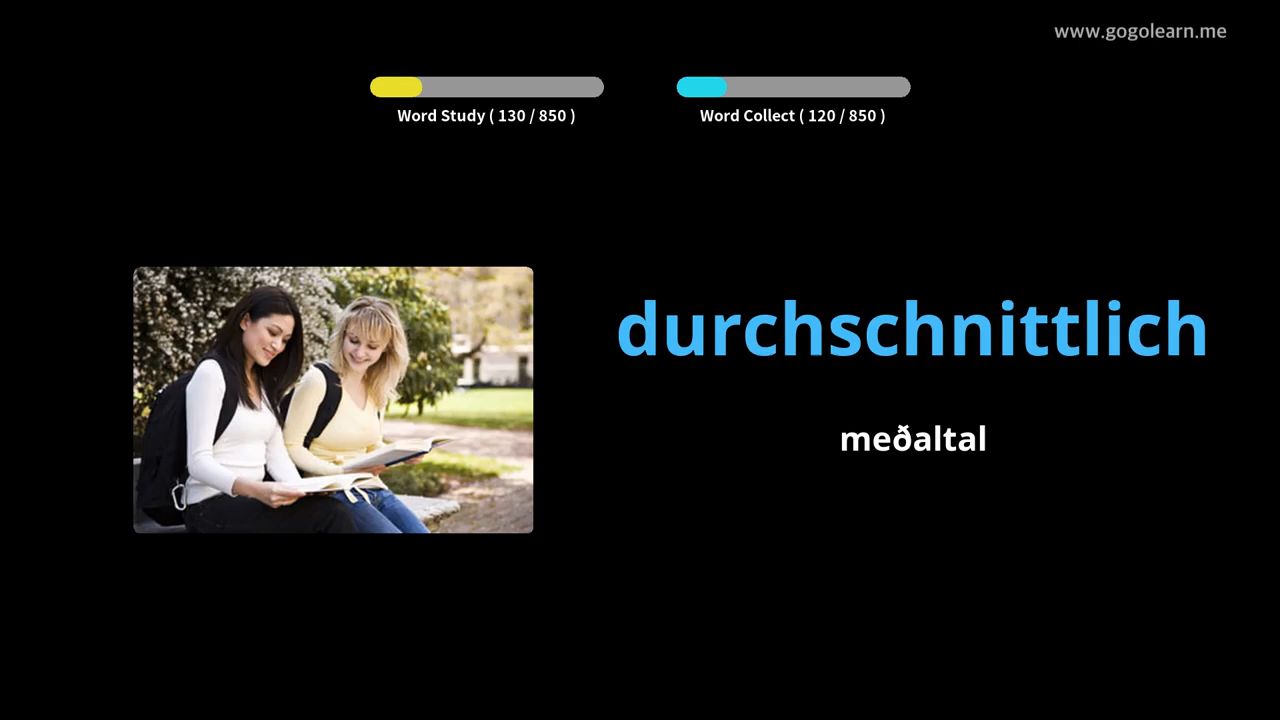 www.gogolearn.me
Word Study ( 130 / 850 )
Word Collect ( 120 / 850 )
durchschnittlich
meðaltal